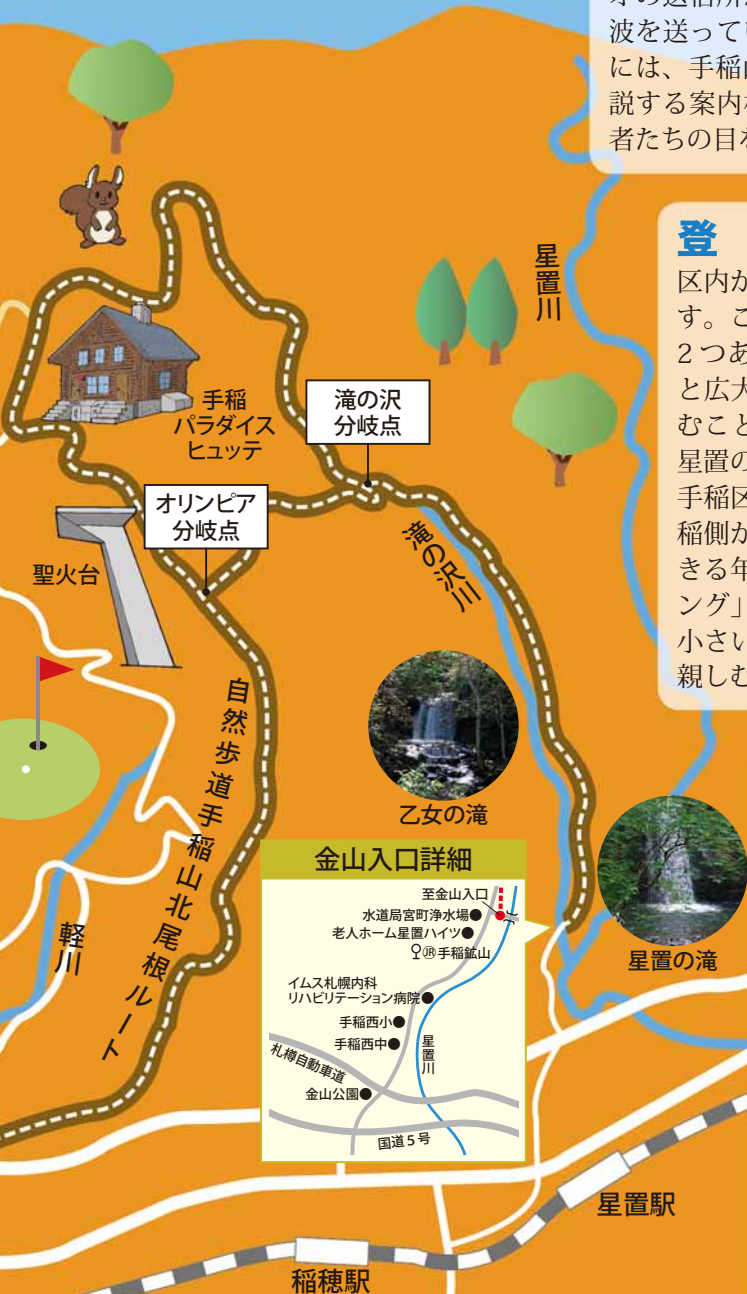 波を送って
には、手稲
説する案内
者たちの目
登
区内か
す。こ
2つあ
と広大
むこと
星置の
手稲区
稲側か
きる年
ング」
小さい
親しむ
星置川
手稲
パラダイス
ヒュッテ
滝の沢
分岐点
オリンピア
分岐点
聖火台
滝の沢川
自然歩道手稲山北尾根ルート
乙女の滝
軽川
星置の滝
金山入口詳細
至金山入口
水道局宮町浄水場●
老人ホーム星置ハイツ●
JR手稲鉱山
イムス札幌内科
リハビリテーション病院●
手稲西小●
手稲西中●
星置川
札樽自動車道
金山公園●
国道5号
星置駅
稲穂駅